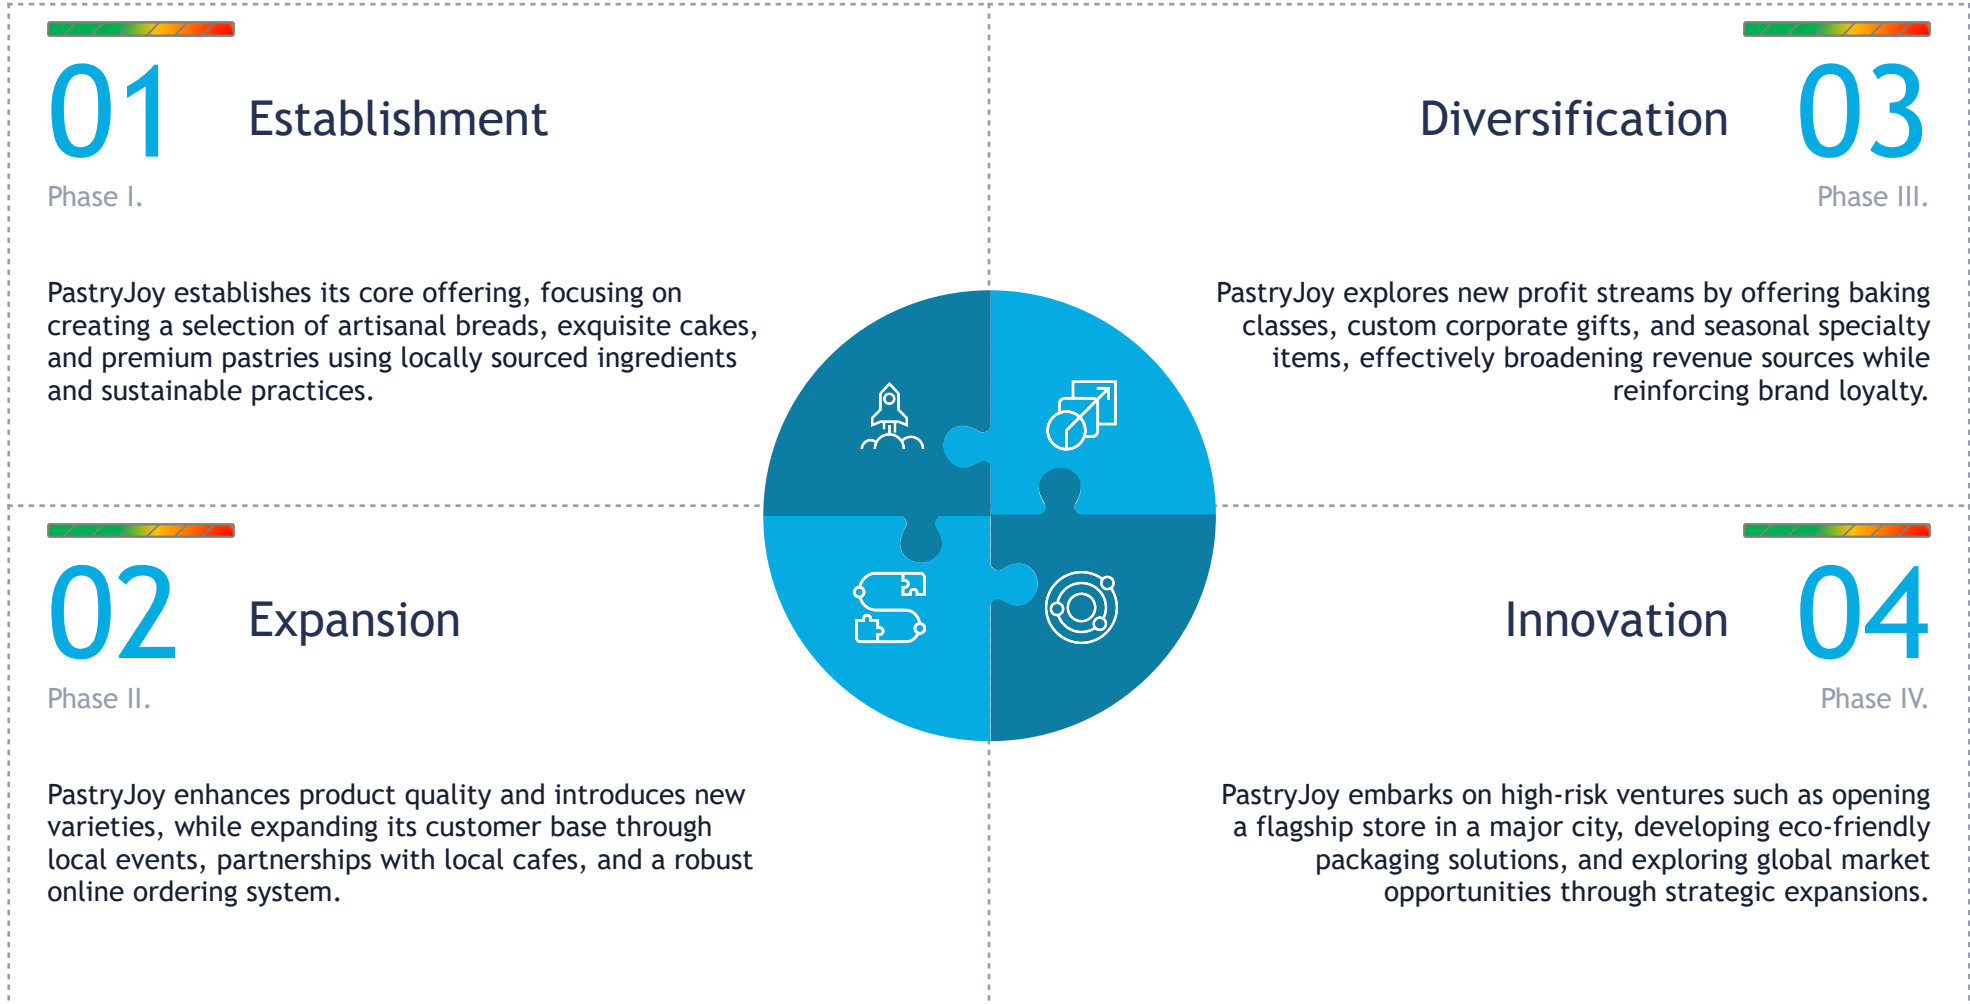 01
Establishment
Phase I.
PastryJoy establishes its core offering, focusing on
creating a selection of artisanal breads, exquisite cakes,
and premium pastries using locally sourced ingredients
and sustainable practices.
02
Expansion
Phase II.
PastryJoy enhances product quality and introduces new
varieties, while expanding its customer base through
local events, partnerships with local cafes, and a robust
online ordering system.
Diversification
03
Phase III.
PastryJoy explores new profit streams by offering baking
classes, custom corporate gifts, and seasonal specialty
items, effectively broadening revenue sources while
reinforcing brand loyalty.
Innovation
04
Phase IV.
PastryJoy embarks on high-risk ventures such as opening
a flagship store in a major city, developing eco-friendly
packaging solutions, and exploring global market
opportunities through strategic expansions.